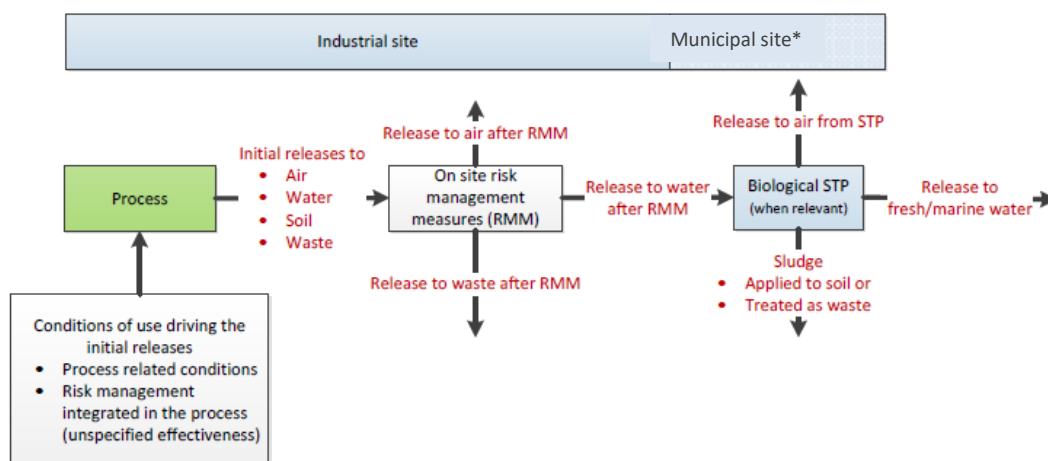 Industrial site
Municipal site*
Release to air after RMM
Release to air from STP
Initial releases to
• Air
• Water
• Soil
• Waste
Process
On site risk
management
measures (RMM)
Release to water
after RMM
Biological STP
(when relevant)
Release to
fresh/marine water
Release to waste after RMM
Sludge
• Applied to soil or
• Treated as waste
Conditions of use driving the
initial releases
• Process related conditions
• Risk management
integrated in the process
(unspecified effectiveness)